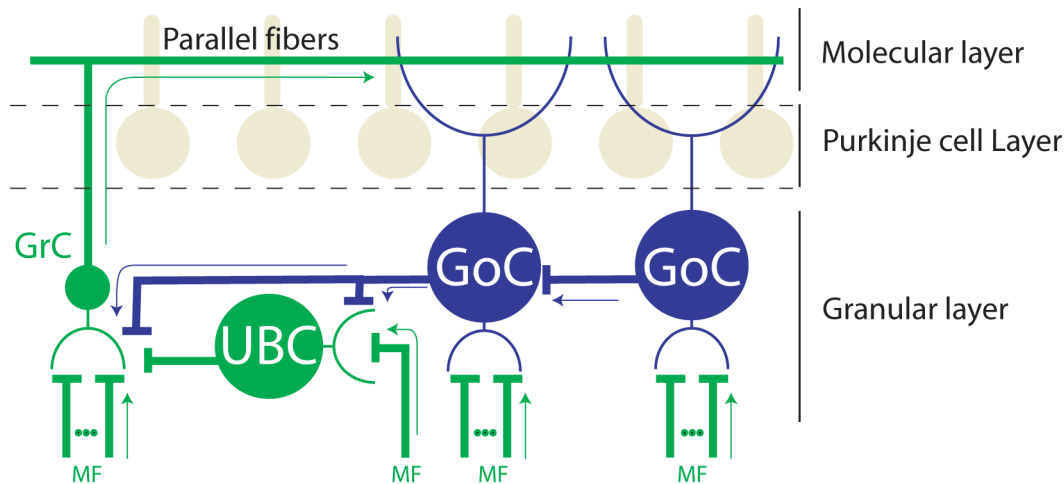 Parallel fibers
Molecular layer
Purkinje cell Layer
GrC
GoC
GoC
Granular layer
UBC
MF
MF
MF
MF